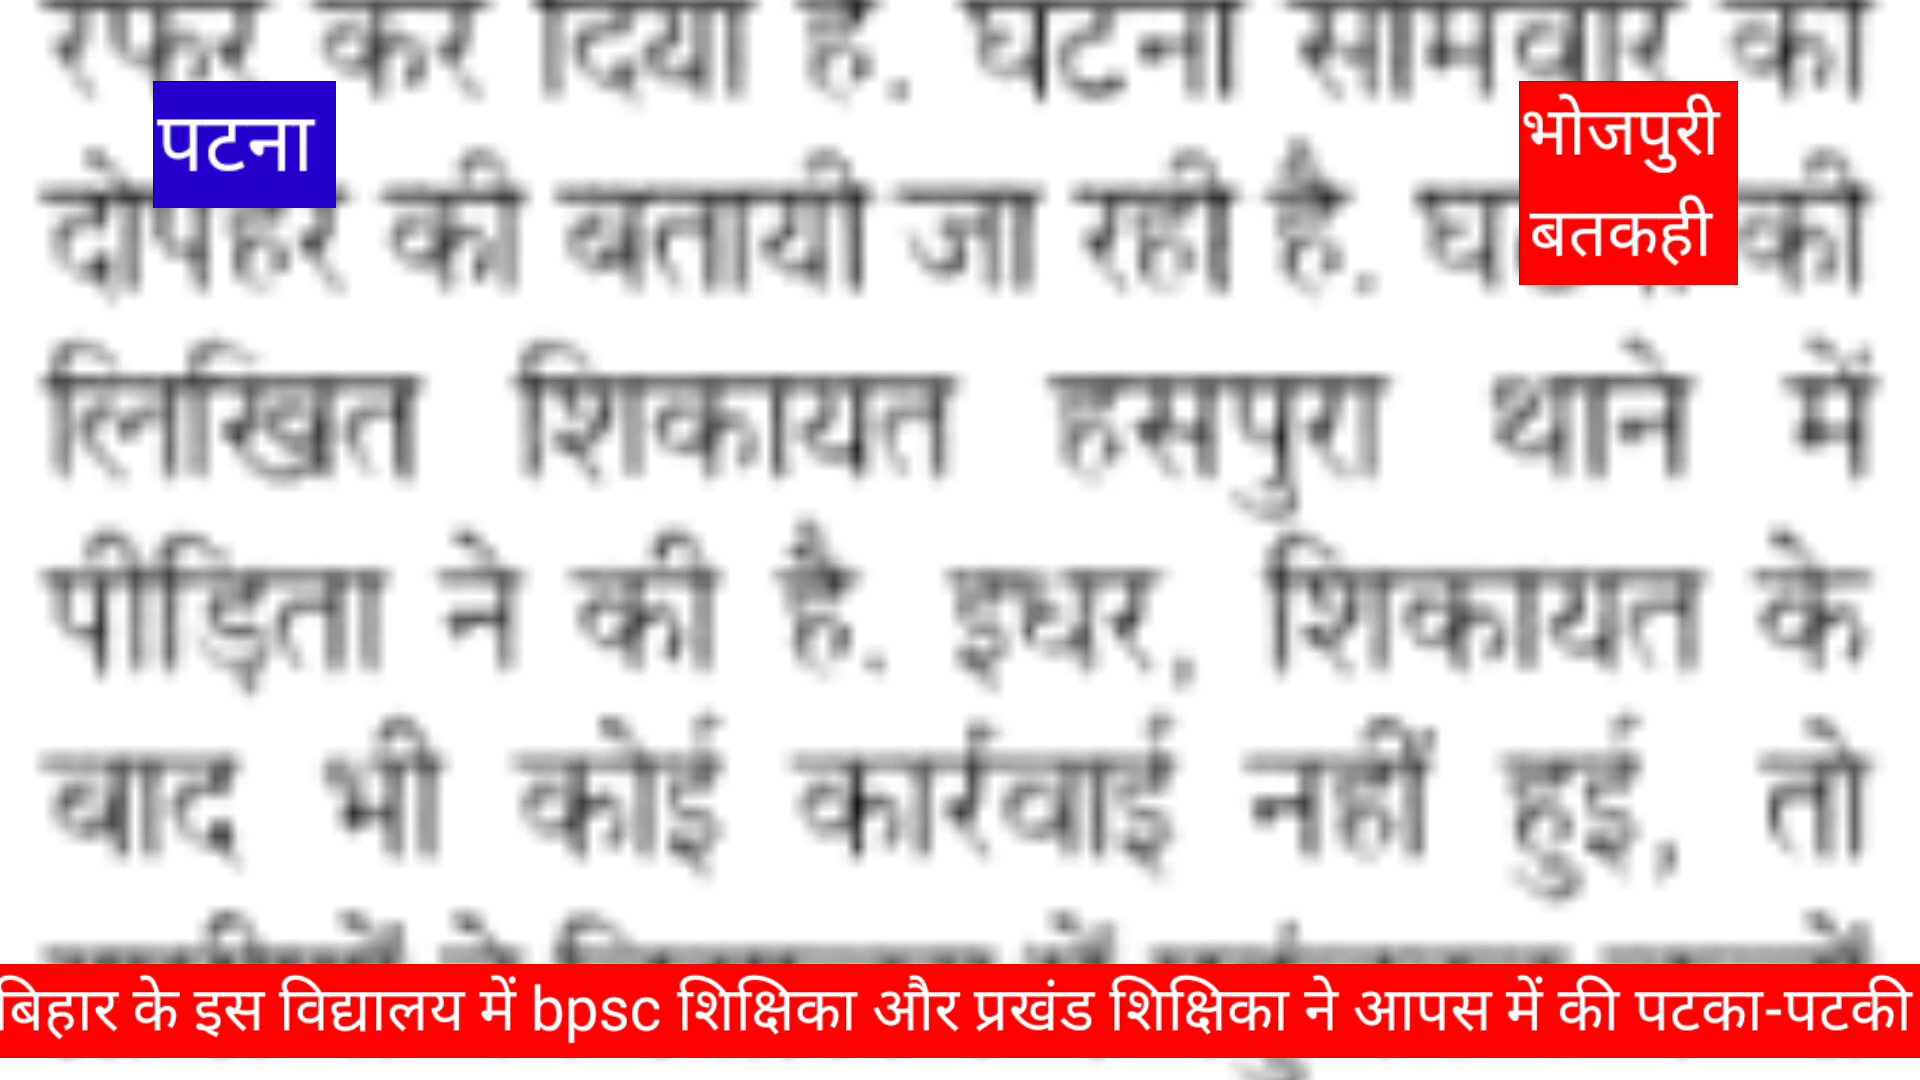 रेफर कर दिया है. घटना सोमवार की
पटना
भोजपुरी
बतकही
दोपहर की बतायी जा रही है. की
लिखित शिकायत हसपुरा थाने में
पीड़िता ने की है. इधर, शिकायत के
बाद भी कोई कार्रवाई नहीं हुई, तो
बिहार के इस विद्यालय में bpsc शिक्षिका और प्रखंड शिक्षिका ने आपस में की पटका-पटकी